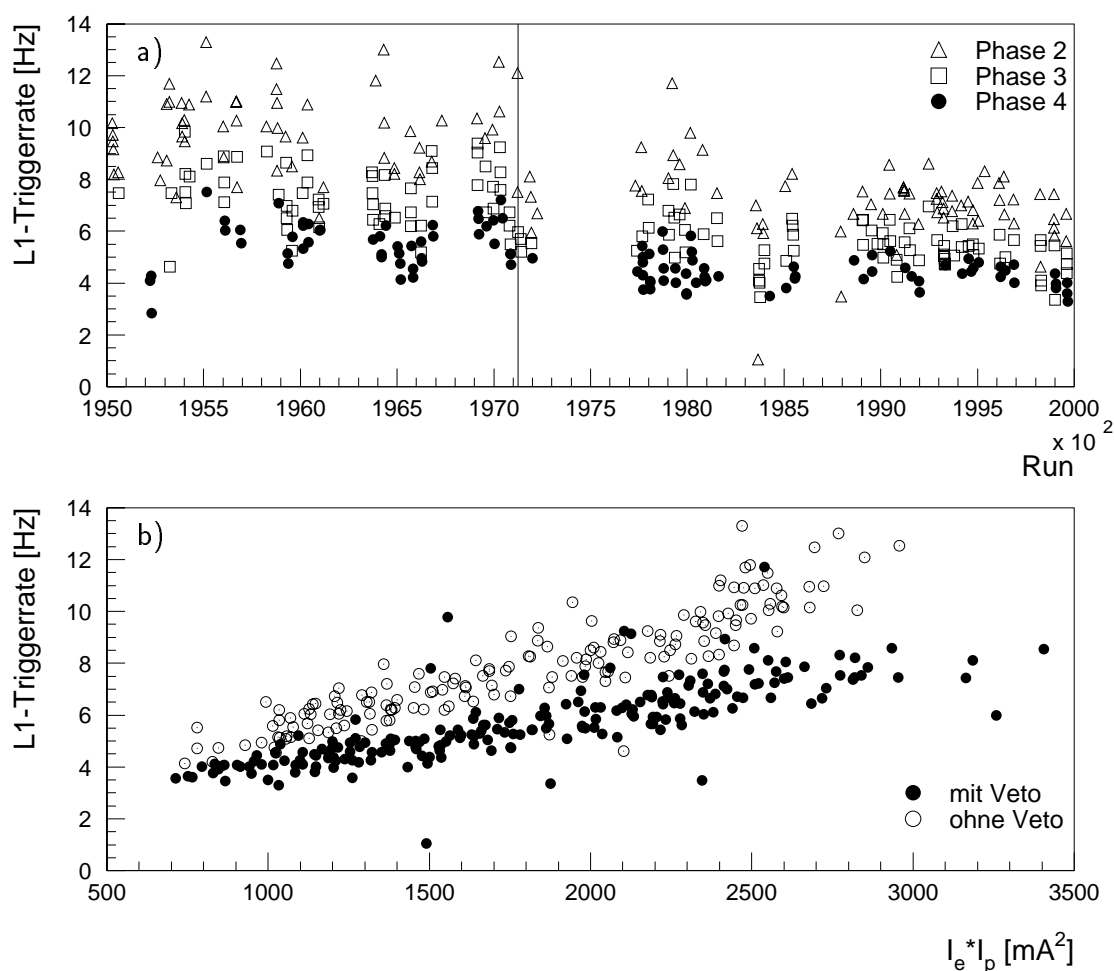 L1-Triggerrate [Hz]
a)
14
12
10
8
6
4
2
0
Phase 2
Phase 3
Phase 4
1950 1955 1960 1965 1970 1975 1980 1985 1990 1995 2000
x 10 2
Run
L1-Triggerrate [Hz]
b)
14
12
10
8
6
4
2
0
mit Veto
ohne Veto
500 1000 1500 2000 2500 3000 3500
I_e*I_p [mA²]